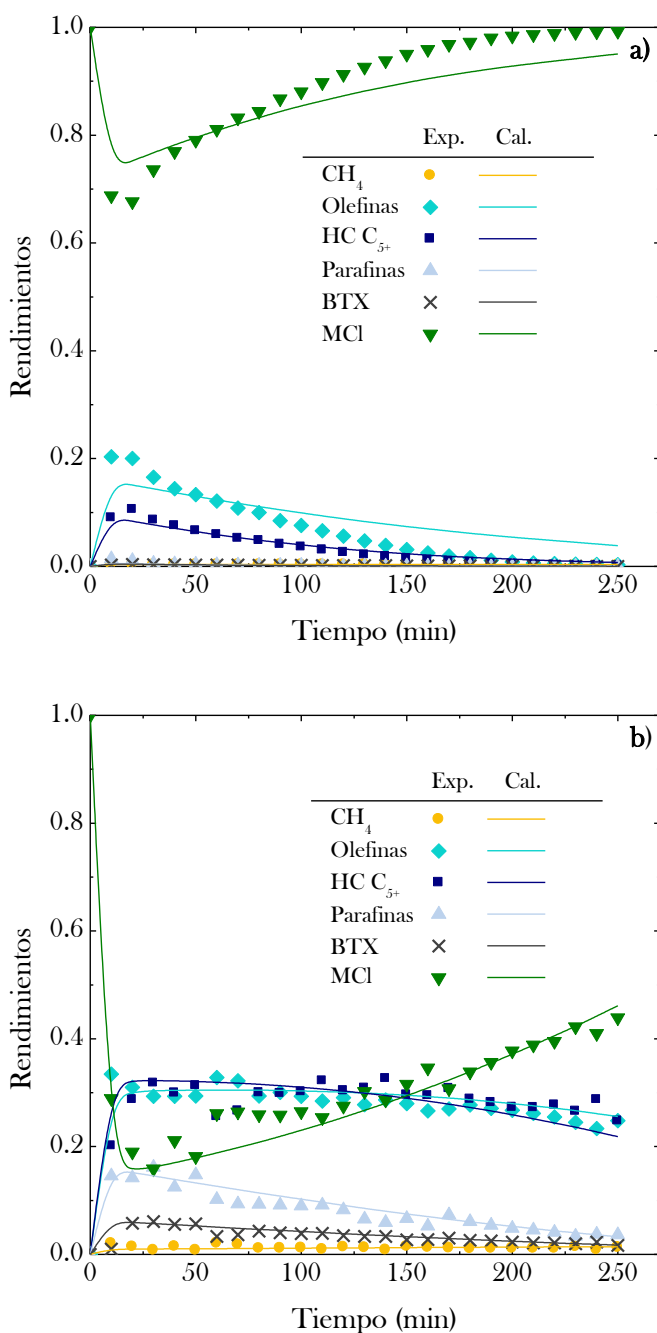 a)
1.0
0.8
0.6
0.4
0.2
0.0
Rendimientos
Exp. Cal.
CH4
Olefinas
HC C5+
Parafinas
BTX
MCl
0 50 100 150 200 250
Tiempo (min)
b)
1.0
0.8
0.6
0.4
0.2
0.0
Rendimientos
Exp. Cal.
CH4
Olefinas
HC C5+
Parafinas
BTX
MCl
0 50 100 150 200 250
Tiempo (min)